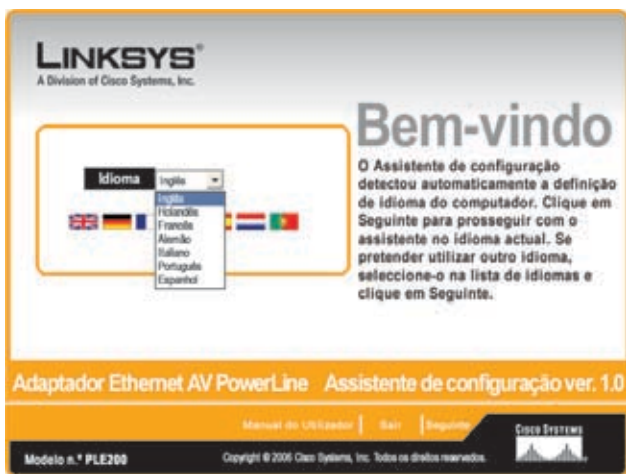 LINKSYS®
A Division of Cisco Systems, Inc.
Bem-vindo
Idioma
Inglês
Inglês
Holandês
Francês
Alemão
Italiano
Português
Espanhol
O Assistente de configuração
detectou automaticamente a definição
de idioma do computador. Clique em
Seguinte para prosseguir com o
assistente no idioma actual. Se
pretender utilizar outro idioma,
seleccione-o na lista de idiomas e
clique em Seguinte.
Adaptador Ethernet AV PowerLine Assistente de configuração ver. 1.0
Manual do Utilizador | Sair | Seguinte
CISCO SYSTEMS
Modelo n.º PLE200
Copyright © 2006 Cisco Systems, Inc. Todos os direitos reservados.